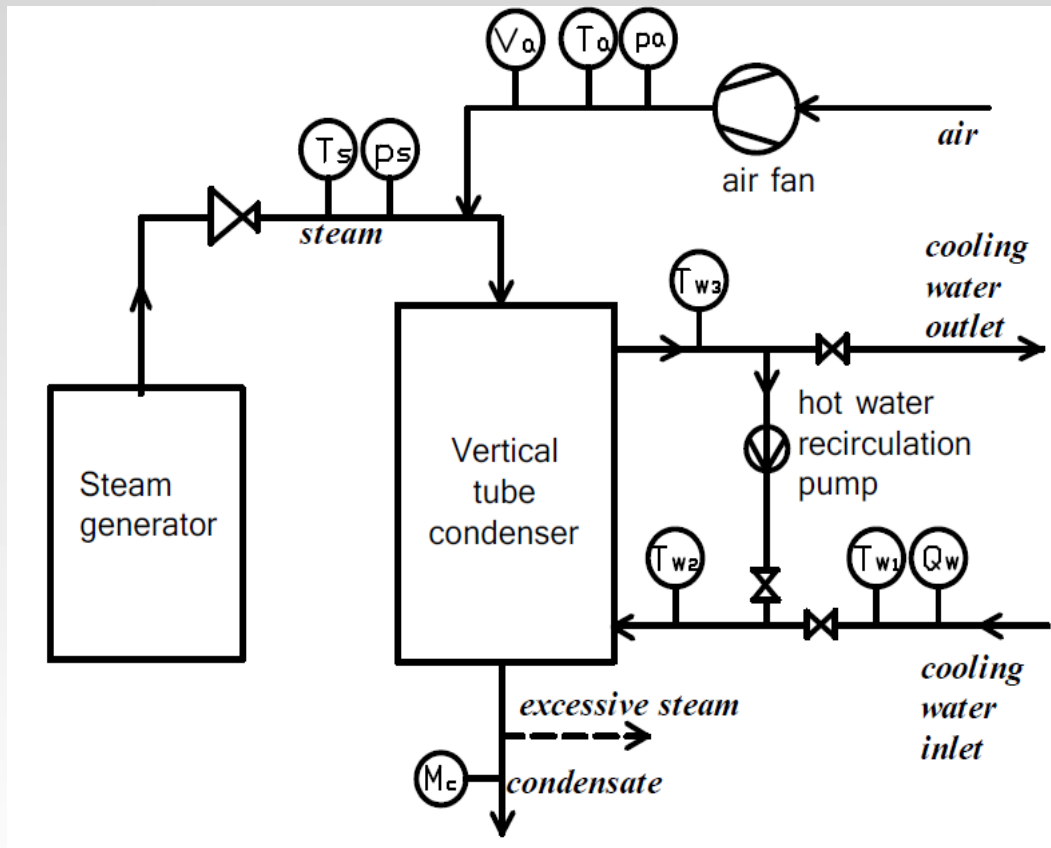 Va Ta pa
air
air fan
Ts ps
steam
cooling
water
outlet
Tw3
hot water
recirculation
pump
Steam
generator
Vertical
tube
condenser
Tw2 Tw1 Qw
cooling
water
inlet
excessive steam
Mc condensate